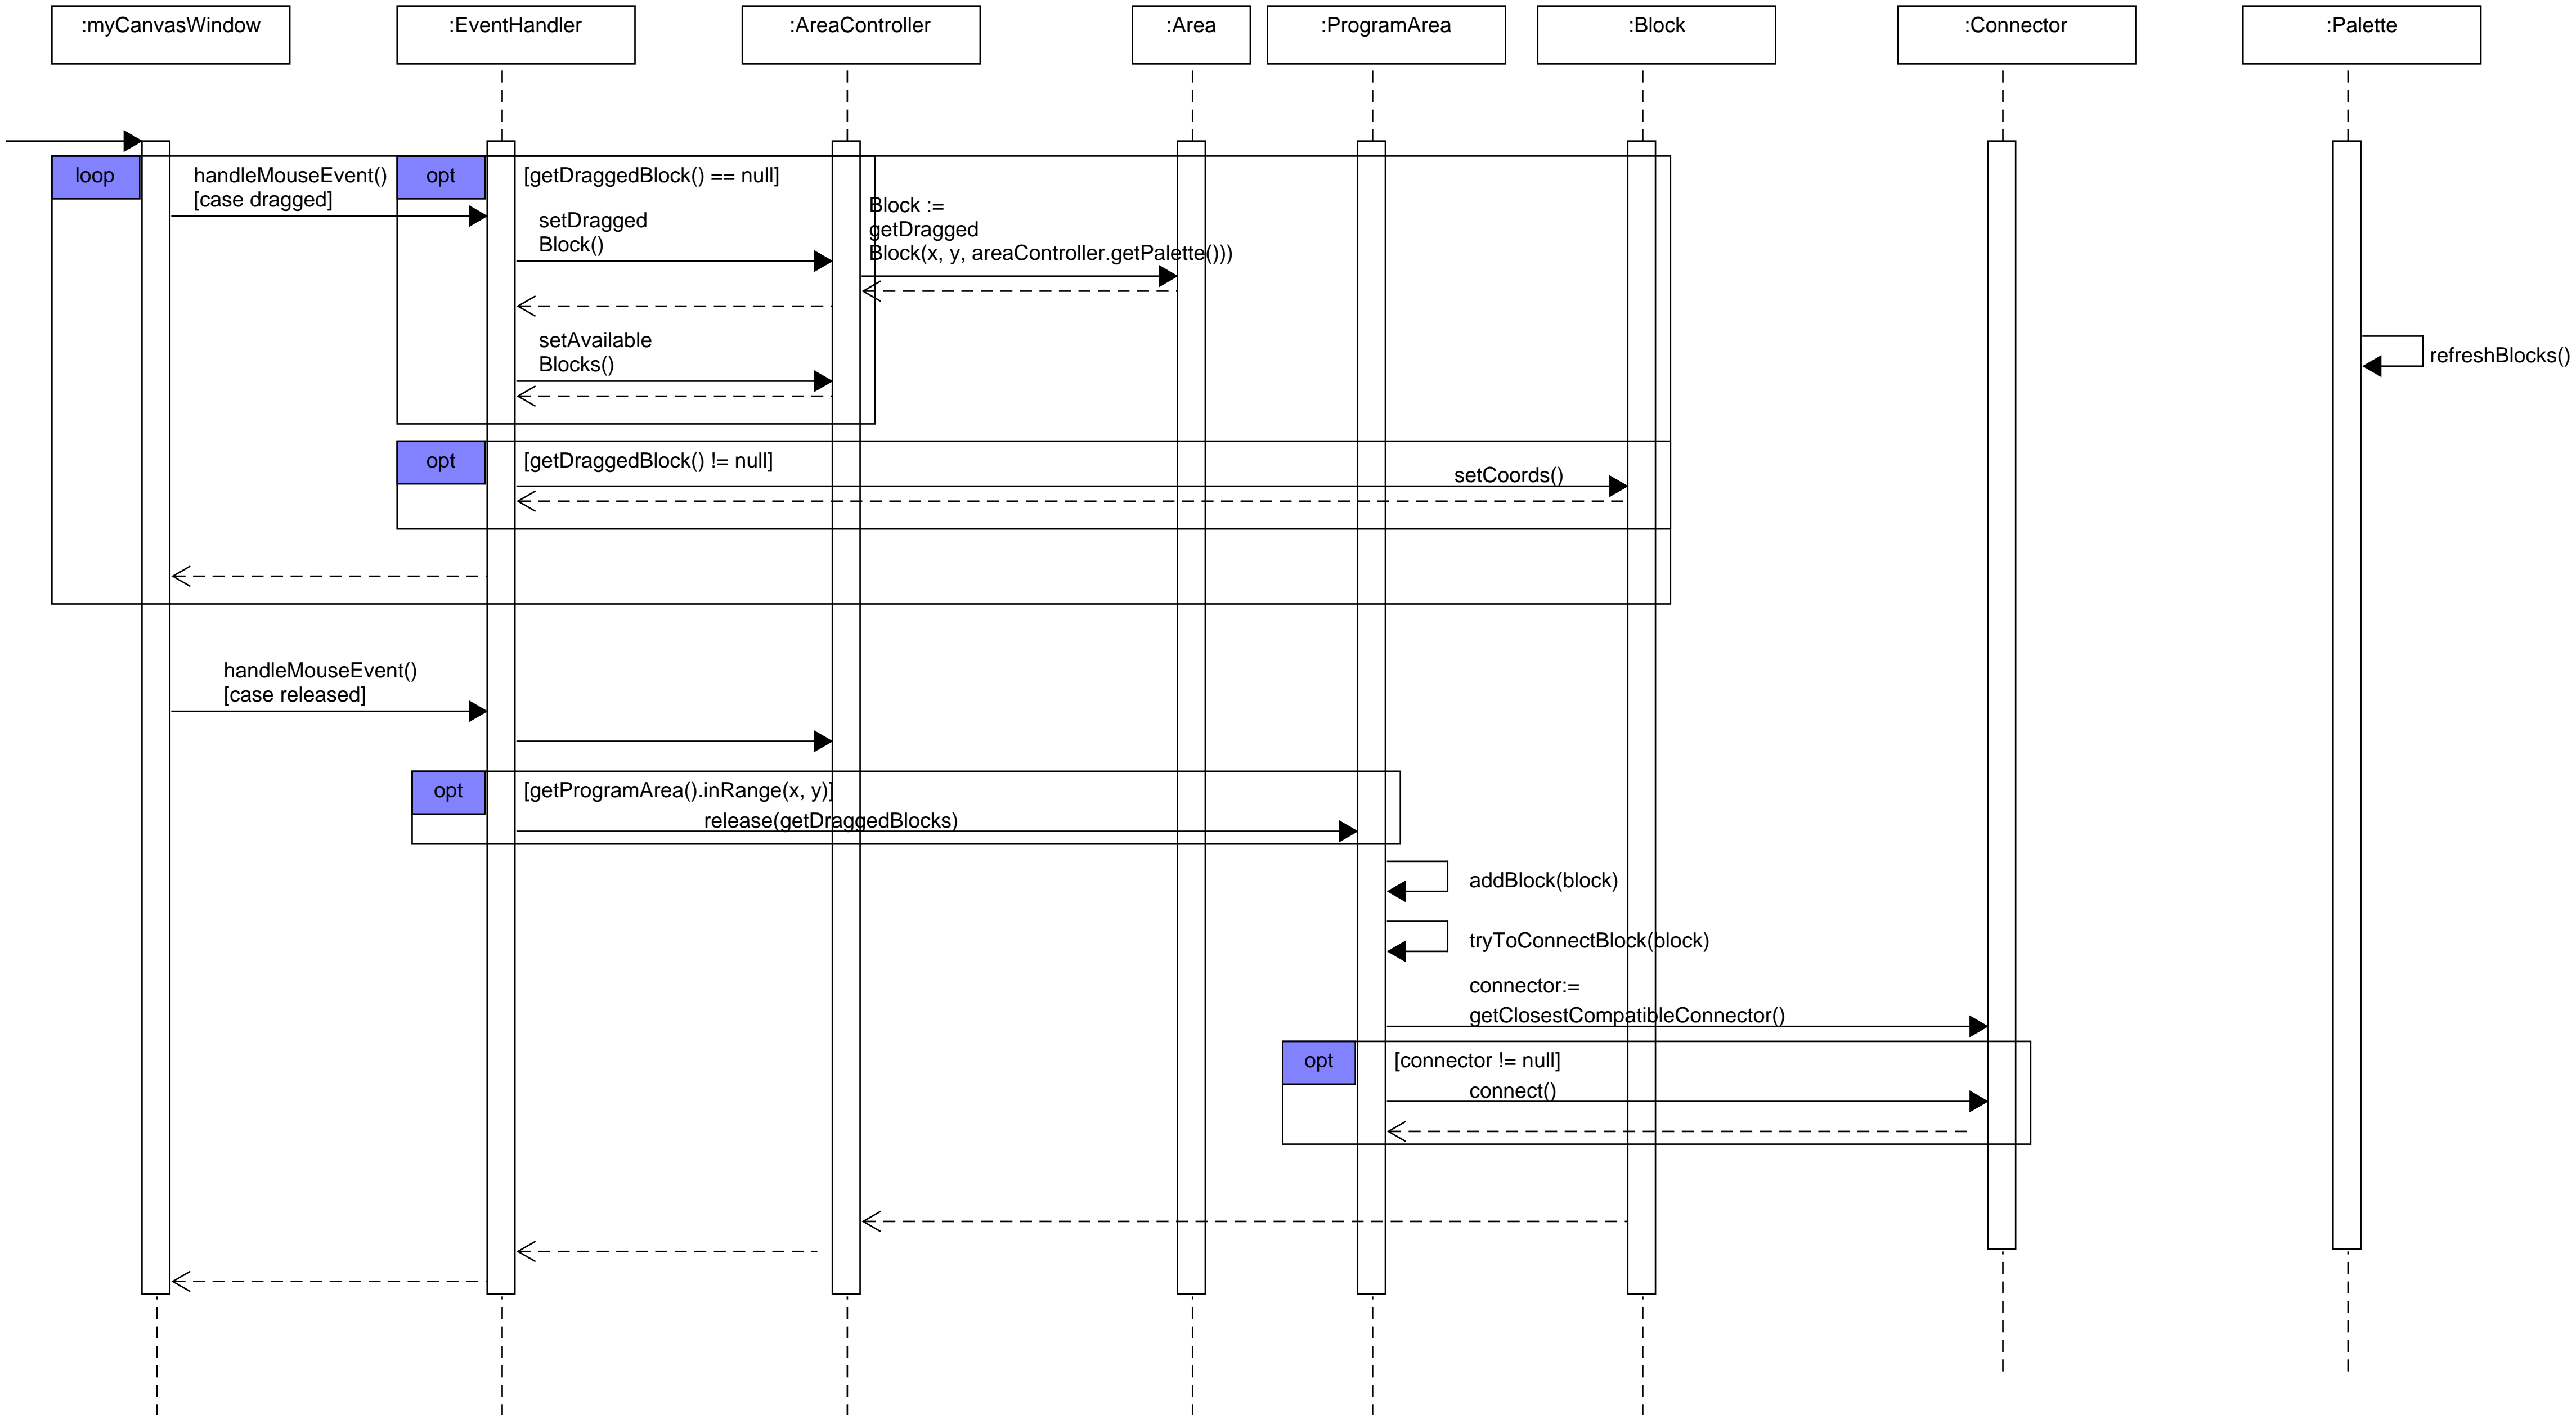 :myCanvasWindow
:EventHandler
:AreaController
:Area
:ProgramArea
:Block
:Connector
:Palette
loop
handleMouseEvent()
[case dragged]
opt
[getDraggedBlock() == null]
setDragged
Block()
Block :=
getDragged
Block(x, y, areaController.getPalette()))
setAvailable
Blocks()
refreshBlocks()
opt
[getDraggedBlock() != null]
setCoords()
handleMouseEvent()
[case released]
opt
[getProgramArea().inRange(x, y)]
release(getDraggedBlocks)
addBlock(block)
tryToConnectBlock(block)
connector:=
getClosestCompatibleConnector()
opt
[connector != null]
connect()